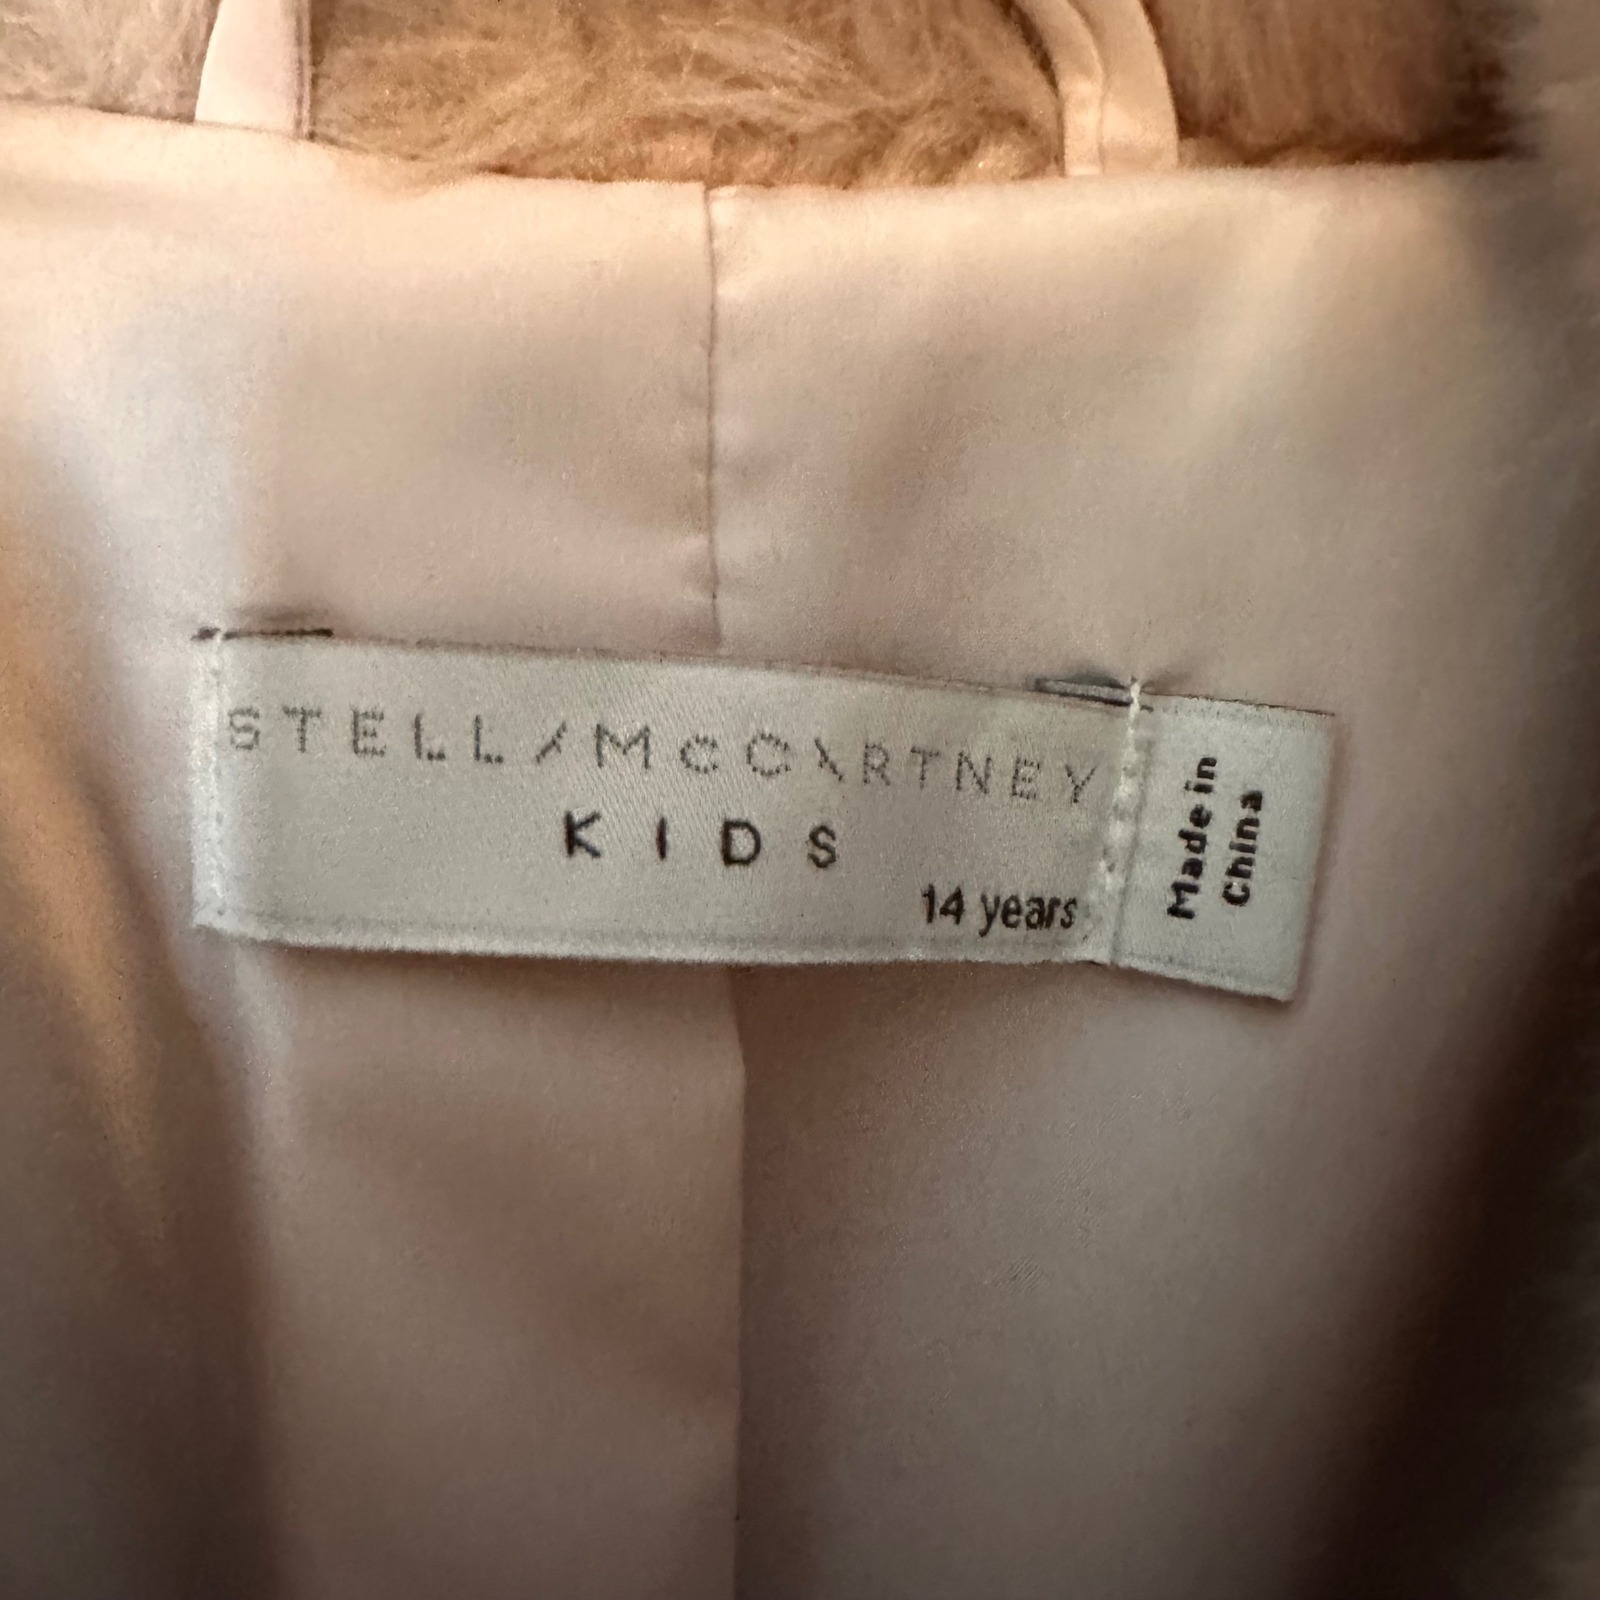 STELLA McCARTNEY
KIDS
14 years
Made in
China